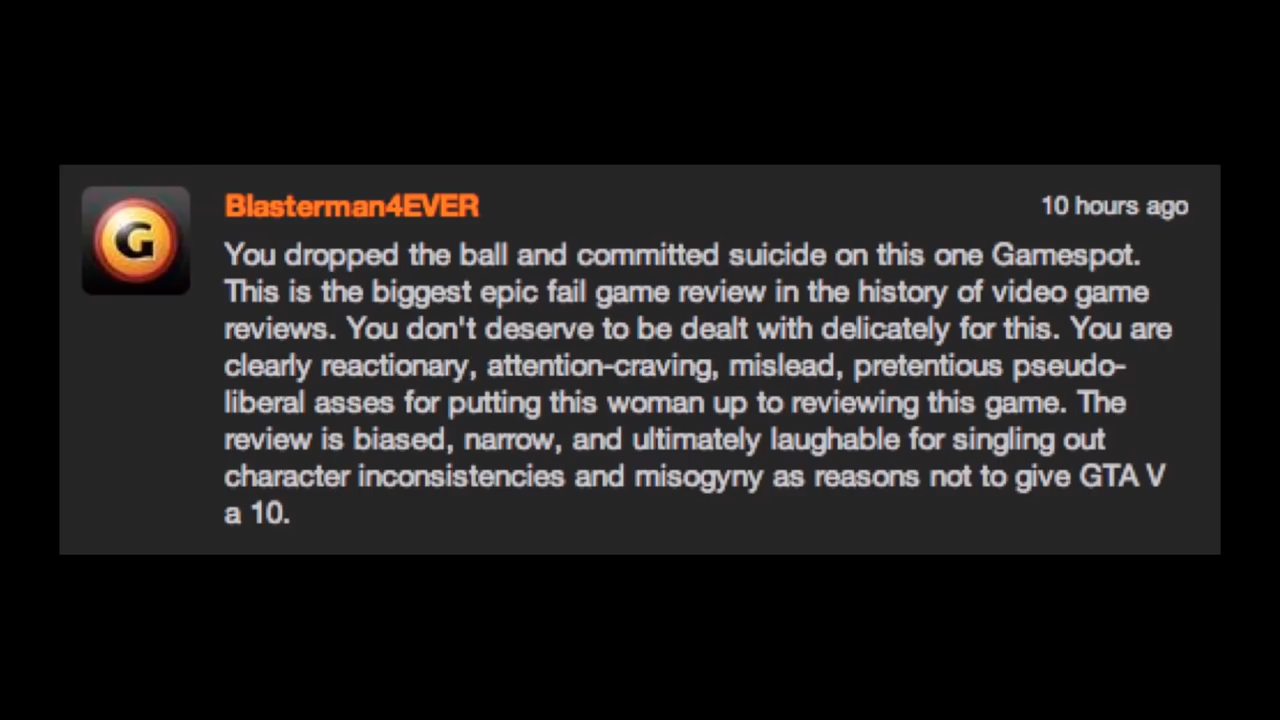 G
Blasterman4EVER
10 hours ago
You dropped the ball and committed suicide on this one Gamespot.
This is the biggest epic fail game review in the history of video game
reviews. You don't deserve to be dealt with delicately for this. You are
clearly reactionary, attention-craving, mislead, pretentious pseudo-
liberal asses for putting this woman up to reviewing this game. The
review is biased, narrow, and ultimately laughable for singling out
character inconsistencies and misogyny as reasons not to give GTA V
a 10.